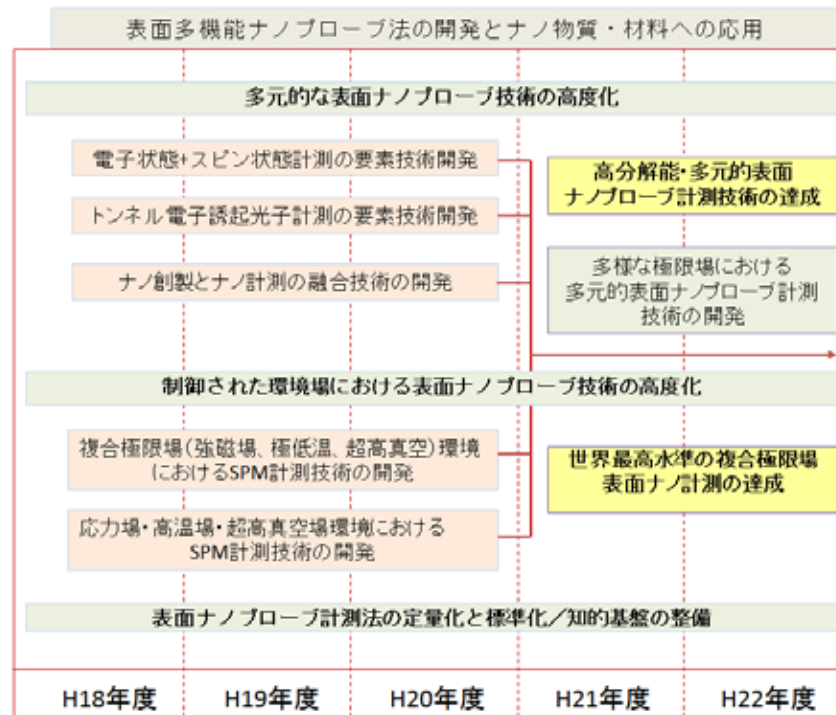 表面多機能ナノプローブ法の開発とナノ物質・材料への応用
多元的な表面ナノプローブ技術の高度化
電子状態+スピン状態計測の要素技術開発
トンネル電子誘起光子計測の要素技術開発
ナノ創製とナノ計測の融合技術の開発
高分解能・多元的表面
ナノプローブ計測技術の達成
多様な極限場における
多元的表面ナノプローブ計測
技術の開発
制御された環境場における表面ナノプローブ技術の高度化
複合極限場(強磁場、極低温、超高真空)環境
におけるSPM計測技術の開発
応力場・高温場・超高真空場環境における
SPM計測技術の開発
世界最高水準の複合極限場
表面ナノ計測の達成
表面ナノプローブ計測法の定量化と標準化/知的基盤の整備
H18年度
H19年度
H20年度
H21年度
H22年度